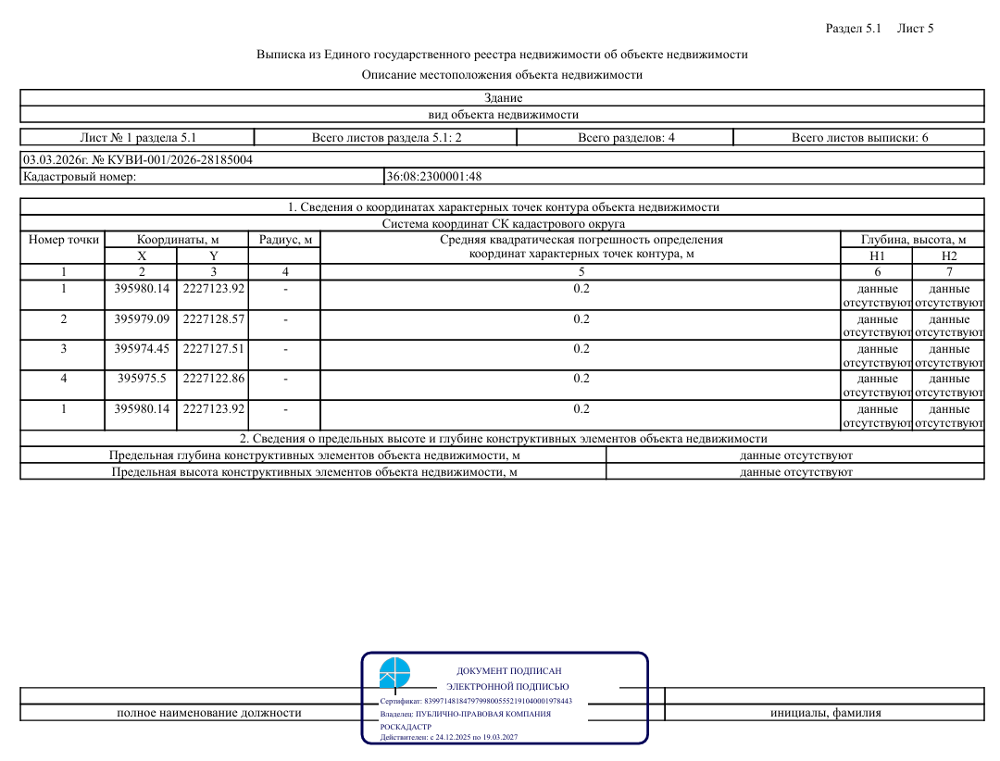 Раздел 5.1 Лист 5
Выписка из Единого государственного реестра недвижимости об объекте недвижимости
Описание местоположения объекта недвижимости
Здание
вид объекта недвижимости
Лист № 1 раздела 5.1 Всего листов раздела 5.1: 2 Всего разделов: 4 Всего листов выписки: 6
03.03.2026г. № КУВИ-001/2026-28185004
Кадастровый номер: 36:08:2300001:48
1. Сведения о координатах характерных точек контура объекта недвижимости
Система координат СК кадастрового округа
Номер точки Координаты, м Радиус, м Средняя квадратическая погрешность определения Глубина, высота, м
X Y координат характерных точек контура, м H1 H2
1 2 3 4 5 6 7
1 395980.14 2227123.92 - 0.2 данные данные
отсутствуют отсутствуют
2 395979.09 2227128.57 - 0.2 данные данные
отсутствуют отсутствуют
3 395974.45 2227127.51 - 0.2 данные данные
отсутствуют отсутствуют
4 395975.5 2227122.86 - 0.2 данные данные
отсутствуют отсутствуют
1 395980.14 2227123.92 - 0.2 данные данные
отсутствуют отсутствуют
2. Сведения о предельных высоте и глубине конструктивных элементов объекта недвижимости
Предельная глубина конструктивных элементов объекта недвижимости, м данные отсутствуют
Предельная высота конструктивных элементов объекта недвижимости, м данные отсутствуют
ДОКУМЕНТ ПОДПИСАН
ЭЛЕКТРОННОЙ ПОДПИСЬЮ
Сертификат: 83997148184797998005552191040001978443
полное наименование должности Владелец: ПУБЛИЧНО-ПРАВОВАЯ КОМПАНИЯ инициалы, фамилия
РОСКАДАСТР
Действителен: с 24.12.2025 по 19.03.2027